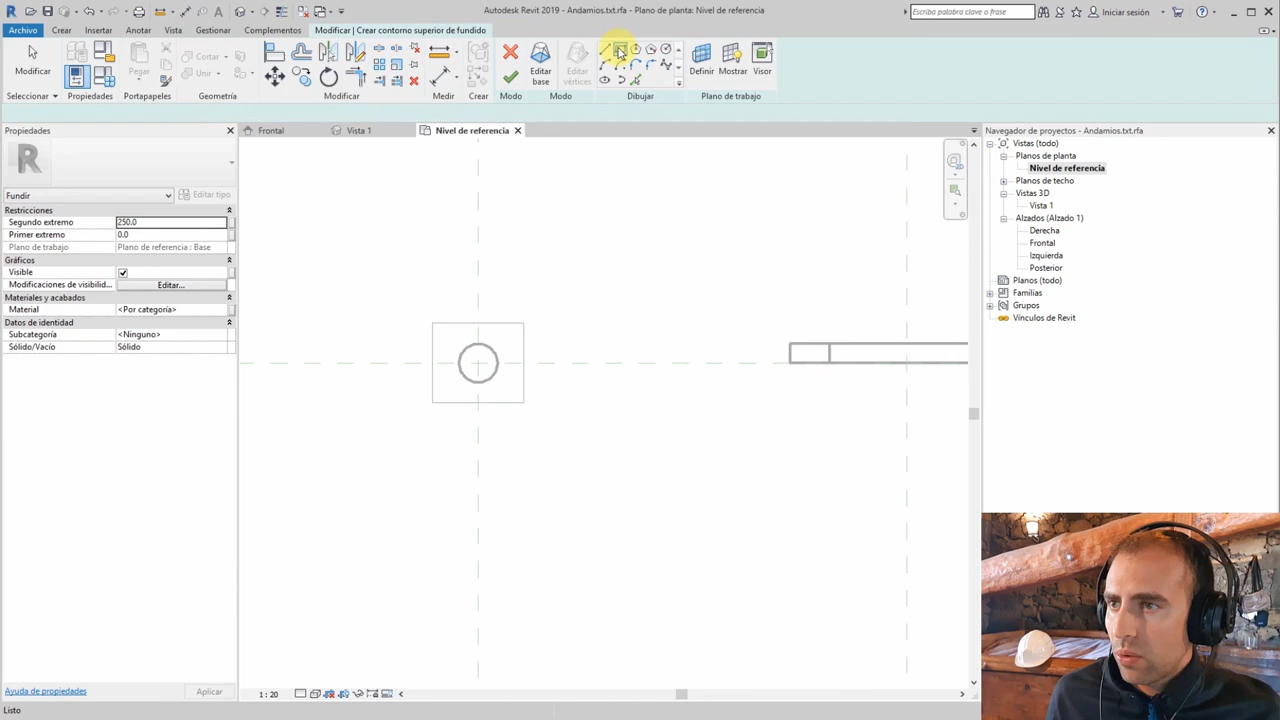 Autodesk Revit 2019 - Andamios.txt.rfa - Plano de planta: Nivel de referencia
Escriba palabra clave o frase
Iniciar sesión
Archivo
Crear
Insertar
Anotar
Vista
Gestionar
Complementos
Modificar | Crear contorno superior de fundido
Modificar
Pegar
Cortar
Unir
Editar
base
Editar
vértices
Definir
Mostrar
Visor
Seleccionar
Propiedades
Portapapeles
Geometría
Modificar
Medir
Crear
Modo
Modo
Dibujar
Plano de trabajo
Propiedades
Frontal
Vista 1
Nivel de referencia
Navegador de proyectos - Andamios.txt.rfa
Fundir
Editar tipo
Restricciones
Segundo extremo 250.0
Primer extremo 0.0
Plano de trabajo Plano de referencia : Base
Gráficos
Visible
Modificaciones de visibilid... Editar...
Materiales y acabados
Material <Por categoría>
Datos de identidad
Subcategoría <Ninguno>
Sólido/Vacío Sólido
Vistas (todo)
Planos de planta
Nivel de referencia
Planos de techo
Vistas 3D
Vista 1
Alzados (Alzado 1)
Derecha
Frontal
Izquierda
Posterior
Planos (todo)
Familias
Grupos
Vínculos de Revit
Ayuda de propiedades
Aplicar
1 : 20
Listo